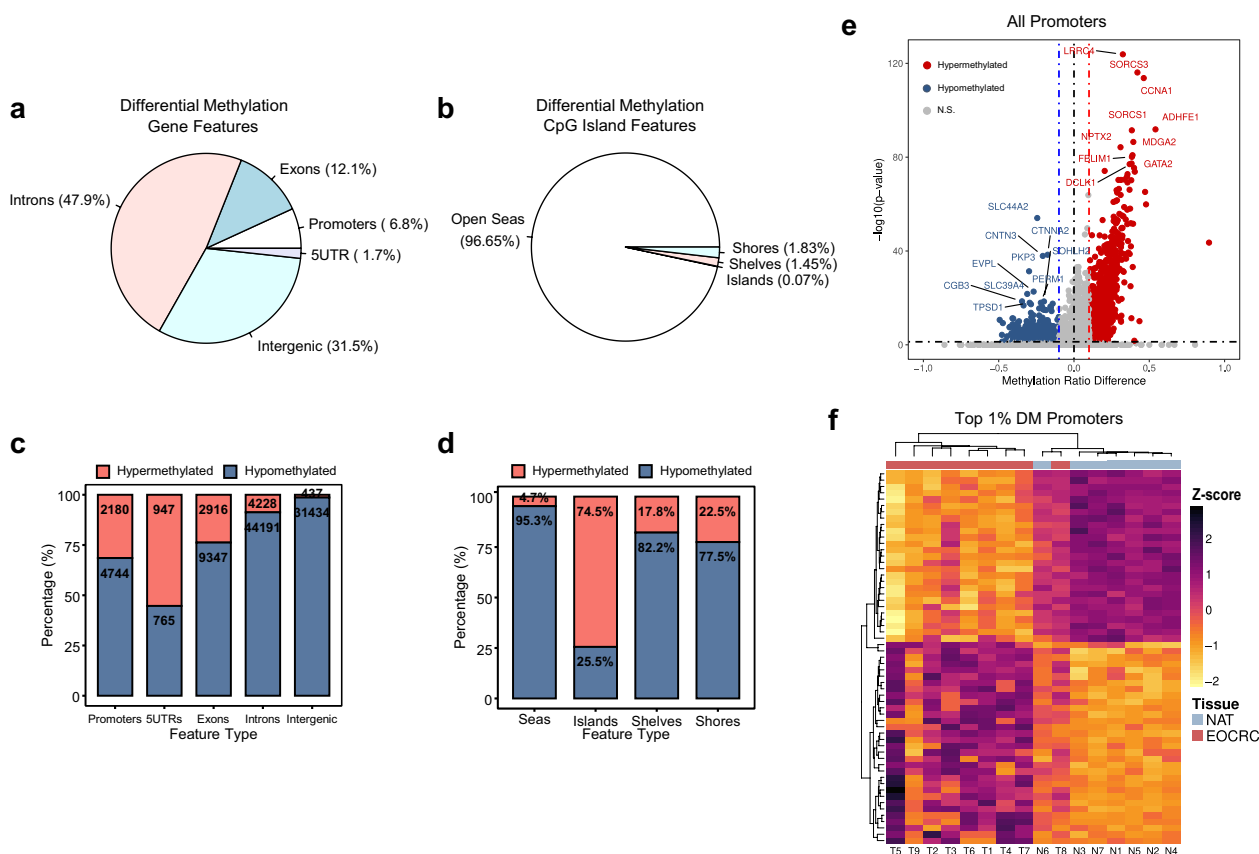 a
Differential Methylation
Gene Features
Exons (12.1%)
Introns (47.9%)
Promoters ( 6.8%)
5UTR ( 1.7%)
Intergenic (31.5%)
b
Differential Methylation
CpG Island Features
Open Seas
(96.65%)
Shores (1.83%)
Shelves (1.45%)
Islands (0.07%)
c
Hypermethylated
Hypomethylated
Percentage (%)
100
75
50
25
0
2180
947
2916
4228
437
4744
765
9347
44191
31434
Promoters
5UTRs
Exons
Introns
Intergenic
Feature Type
d
Hypermethylated
Hypomethylated
Percentage (%)
100
75
50
25
0
4.7%
74.5%
17.8%
22.5%
95.3%
25.5%
82.2%
77.5%
Seas
Islands
Shelves
Shores
Feature Type
e
All Promoters
Hypermethylated
Hypomethylated
N.S.
−log10(p−value)
120
80
40
0
LRRC4
SORCS3
CCNA1
SORCS1
ADHFE1
NPTX2
MDGA2
FBLIM1
GATA2
DCLK1
SLC44A2
CTNNA2
CNTN3
SOHLH2
PKP3
EVPL
PERM1
SLC39A4
CGB3
TPSD1
−1.0
−0.5
0.0
0.5
1.0
Methylation Ratio Difference
f
Top 1% DM Promoters
Z-score
2
1
0
−1
−2
Tissue
NAT
EOCRC
T5 T9 T2 T3 T6 T1 T4 T7 N6 T8 N3 N7 N1 N5 N2 N4